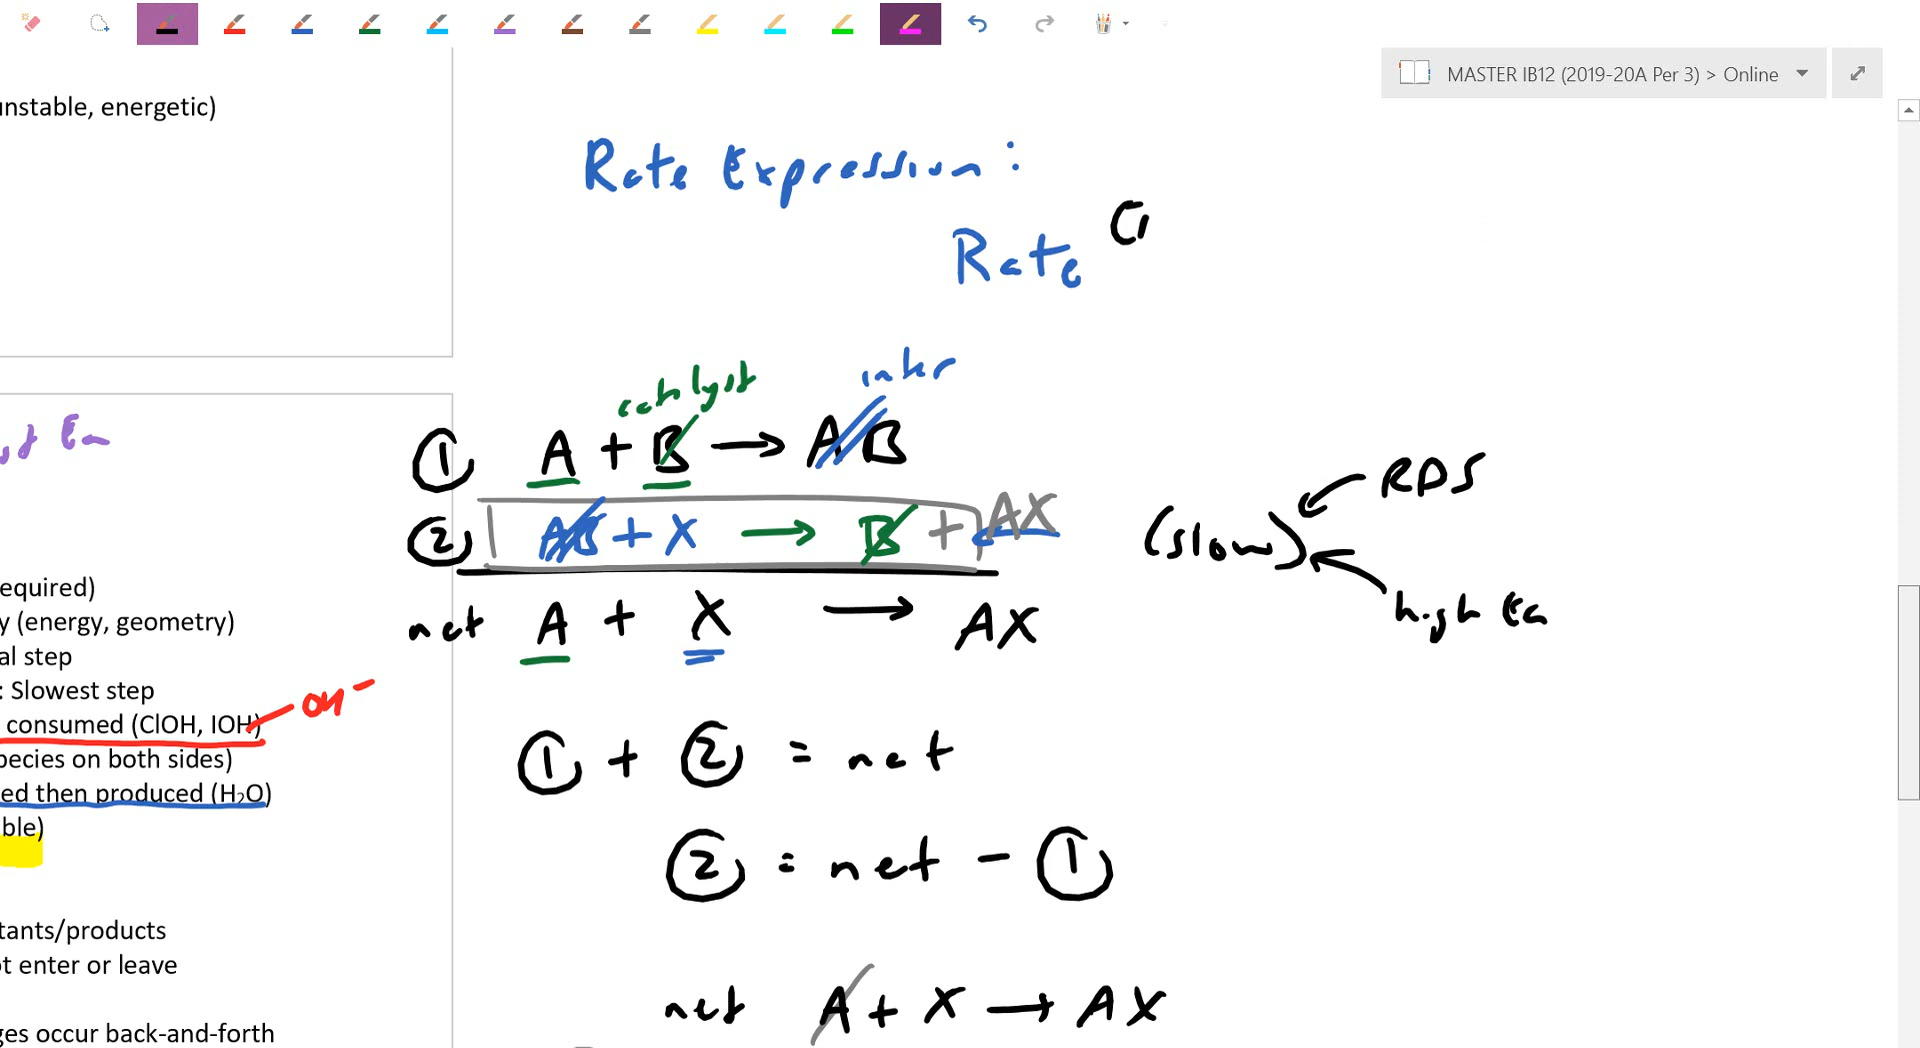 MASTER IB12 (2019-20A Per 3) > Online
nstable, energetic)
Rate Expression:
Rate
catalyst
inter
① A + B → AB
② AB + X → B + AX
(slow)
RDS
high Ea
net A + X → AX
Ea
equired)
y (energy, geometry)
al step
: Slowest step
consumed (ClOH, IOH)
OH⁻
pecies on both sides)
ed then produced (H₂O)
ble)
① + ② = net
② = net - ①
tants/products
t enter or leave
net A + X → AX
ges occur back-and-forth